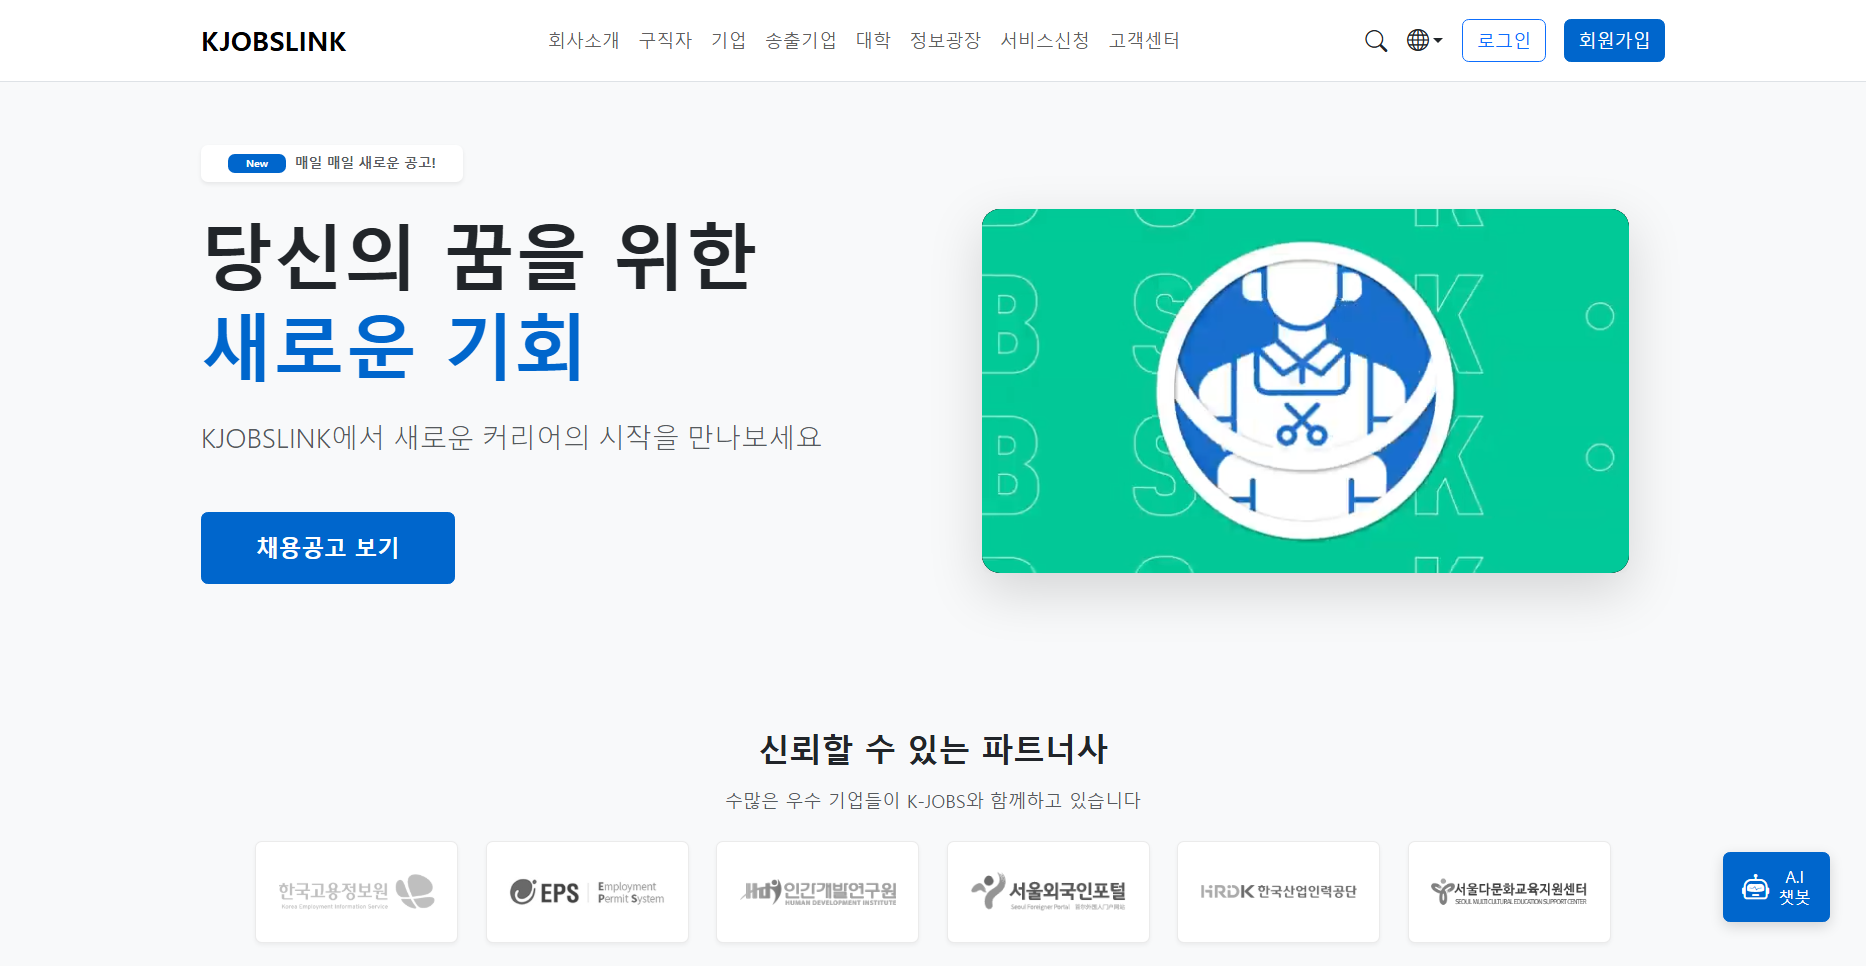 KJOBSLINK
회사소개 구직자 기업 송출기업 대학 정보광장 서비스신청 고객센터
로그인
회원가입
New 매일 매일 새로운 공고!
당신의 꿈을 위한
새로운 기회
KJOBSLINK에서 새로운 커리어의 시작을 만나보세요
채용공고 보기
B S K
B S K
B S K
B S K
신뢰할 수 있는 파트너사
수많은 우수 기업들이 K-JOBS와 함께하고 있습니다
한국고용정보원
Korea Employment Information Service
EPS Employment
Permit System
HDI 인간개발연구원
HUMAN DEVELOPMENT INSTITUTE
서울외국인포털
Seoul Foreigner Portal
HRDK 한국산업인력공단
서울다문화교육지원센터
SEOUL MULTICULTURAL EDUCATION SUPPORT CENTER
A.I
챗봇